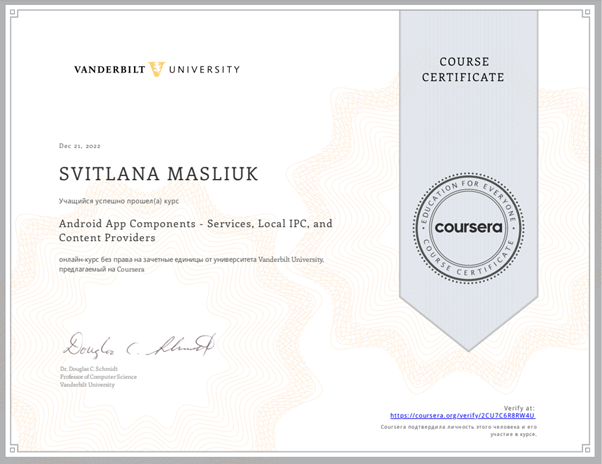 VANDERBILT UNIVERSITY
COURSE
CERTIFICATE
Dec 21, 2022
SVITLANA MASLIUK
Учащийся успешно прошел(а) курс
Android App Components - Services, Local IPC, and
Content Providers
онлайн-курс без права на зачетные единицы от университета Vanderbilt University,
предлагаемый на Coursera
EDUCATION FOR EVERYONE
coursera
COURSE CERTIFICATE
Douglas C. Schmidt
Dr. Douglas C. Schmidt
Professor of Computer Science
Vanderbilt University
Verify at:
https://coursera.org/verify/2CU7C6R8RW4U
Coursera подтвердила личность этого человека и его
участие в курсе.